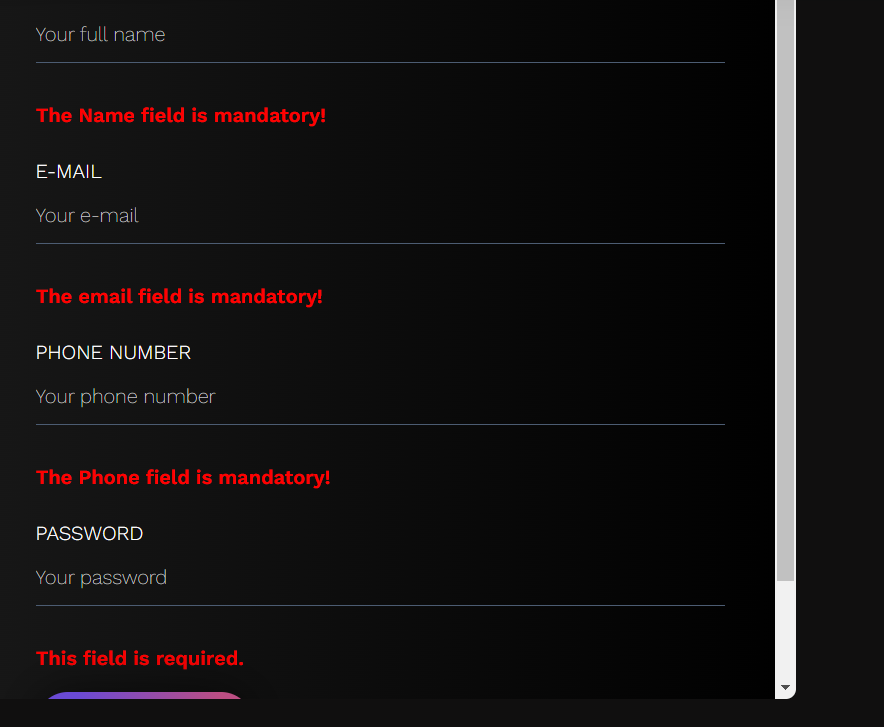 Your full name
The Name field is mandatory!
E-MAIL
Your e-mail
The email field is mandatory!
PHONE NUMBER
Your phone number
The Phone field is mandatory!
PASSWORD
Your password
This field is required.